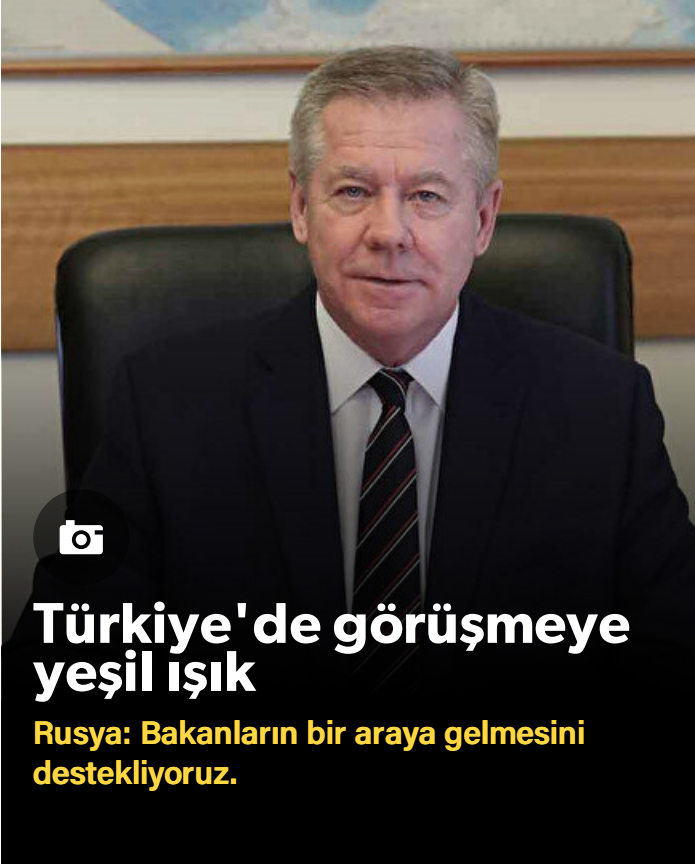 Türkiye'de görüşmeye
yeşil ışık
Rusya: Bakanların bir araya gelmesini
destekliyoruz.